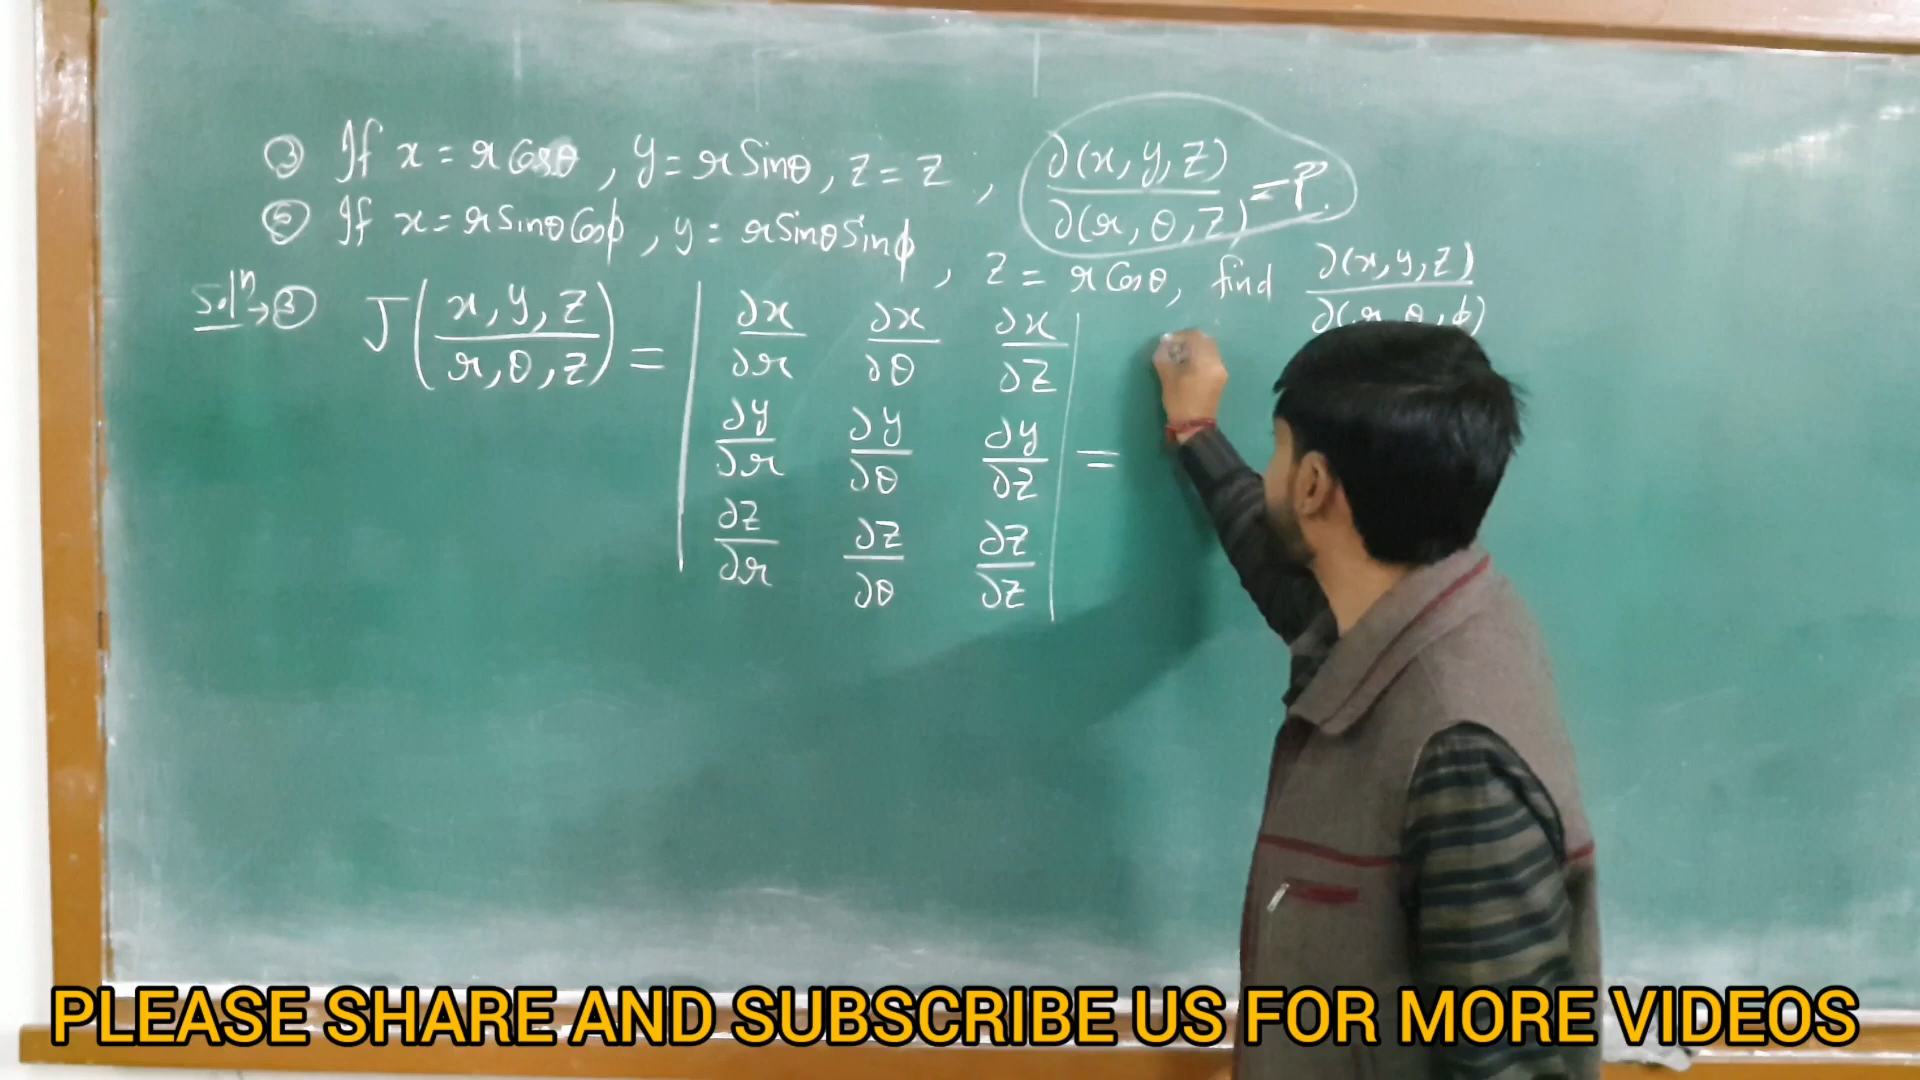 ③ If x = r Cosθ, y = r Sinθ, z = z, ∂(x, y, z)/∂(r, θ, z) = P.
⑤ If x = r Sinθ Cosϕ, y = r Sinθ Sinϕ, z = r Cosθ, find ∂(x, y, z)/∂(r, θ, ϕ)
Solⁿ → ③ J(x, y, z / r, θ, z) = | ∂x/∂r ∂x/∂θ ∂x/∂z |
∂y/∂r ∂y/∂θ ∂y/∂z =
∂z/∂r ∂z/∂θ ∂z/∂z
PLEASE SHARE AND SUBSCRIBE US FOR MORE VIDEOS